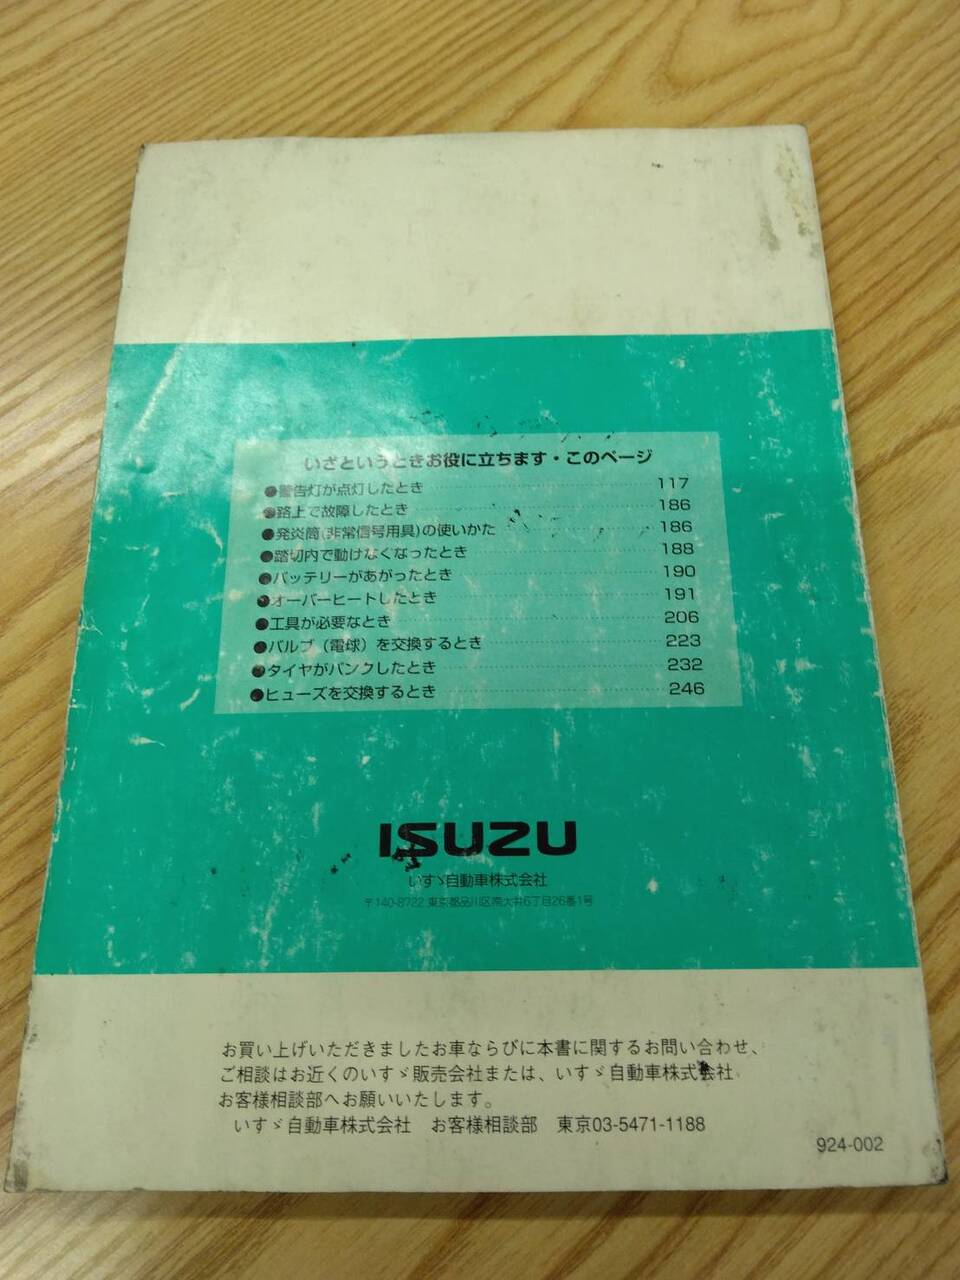 いざというときお役に立ちます・このページ
●警告灯が点灯したとき 117
●路上で故障したとき 186
●発炎筒(非常信号用具)の使いかた 186
●踏切内で動けなくなったとき 188
●バッテリーがあがったとき 190
●オーバーヒートしたとき 191
●工具が必要なとき 206
●バルブ（電球）を交換するとき 223
●タイヤがパンクしたとき 232
●ヒューズを交換するとき 246
ISUZU
いすゞ自動車株式会社
〒140-8722 東京都品川区南大井6丁目26番1号
お買い上げいただきましたお車ならびに本書に関するお問い合わせ、
ご相談はお近くのいすゞ販売会社または、いすゞ自動車株式会社
お客様相談部へお願いいたします。
いすゞ自動車株式会社　お客様相談部　東京03-5471-1188
924-002